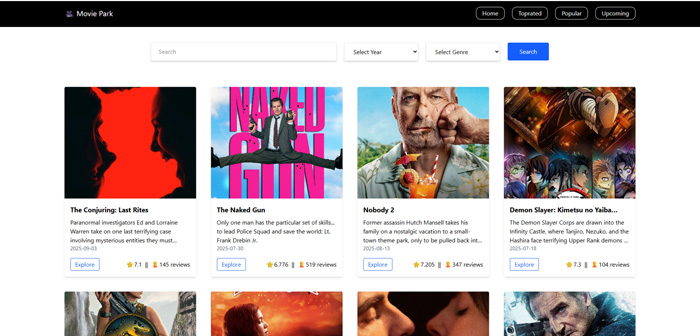 Movie Park
Home
Toprated
Popular
Upcoming
Search
Select Year
Select Genre
Search
NAKED
GUN
The Conjuring: Last Rites
Paranormal investigators Ed and Lorraine
Warren take on one last terrifying case
involving mysterious entities they must...
2025-09-03
Explore
7.1 || 145 reviews
The Naked Gun
Only one man has the particular set of skills...
to lead Police Squad and save the world: Lt.
Frank Drebin Jr.
2025-07-30
Explore
6.776 || 519 reviews
Nobody 2
Former assassin Hutch Mansell takes his
family on a nostalgic vacation to a small-
town theme park, only to be pulled back int...
2025-08-13
Explore
7.205 || 347 reviews
Demon Slayer: Kimetsu no Yaiba...
The Demon Slayer Corps are drawn into the
Infinity Castle, where Tanjiro, Nezuko, and the
Hashira face terrifying Upper Rank demons ...
2025-07-18
Explore
7.3 || 104 reviews